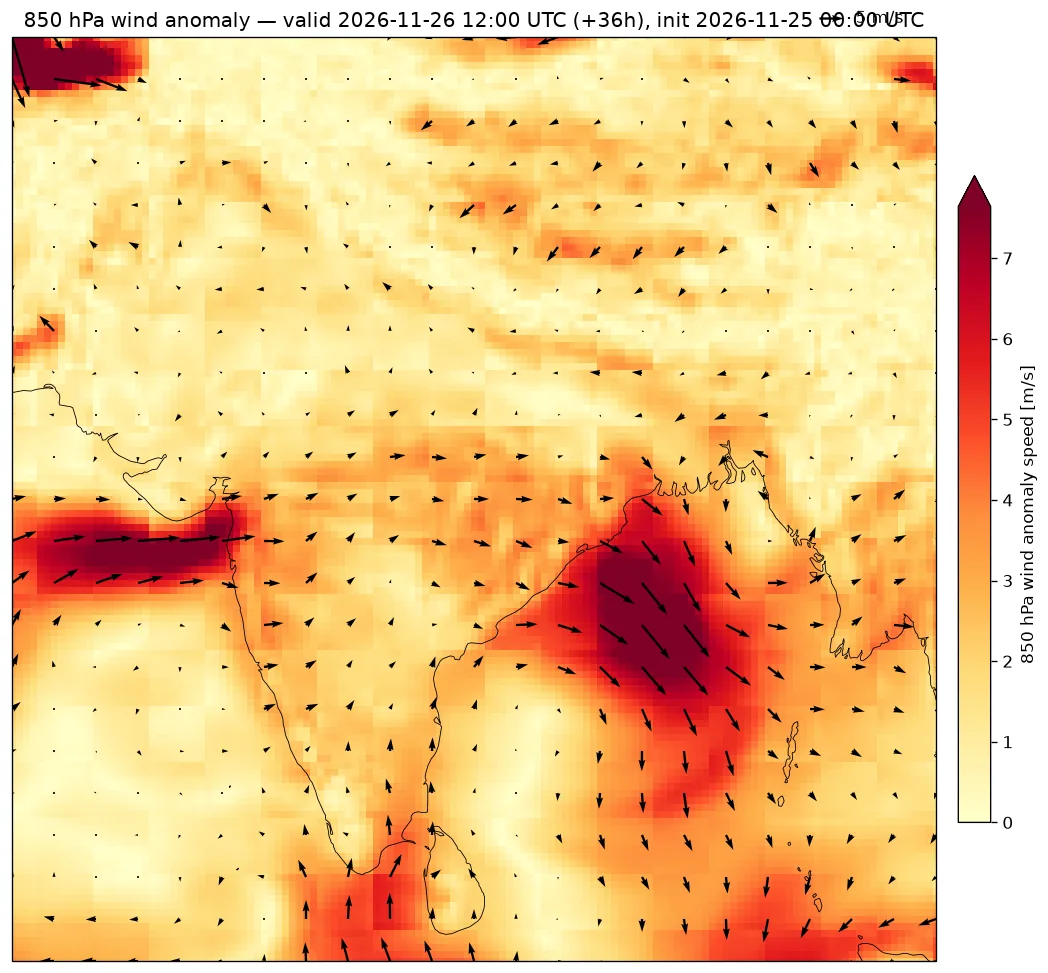 850 hPa wind anomaly — valid 2026-11-26 12:00 UTC (+36h), init 2026-11-25 00:00 UTC
5 m/s
7
6
5
4
3
2
1
0
850 hPa wind anomaly speed [m/s]